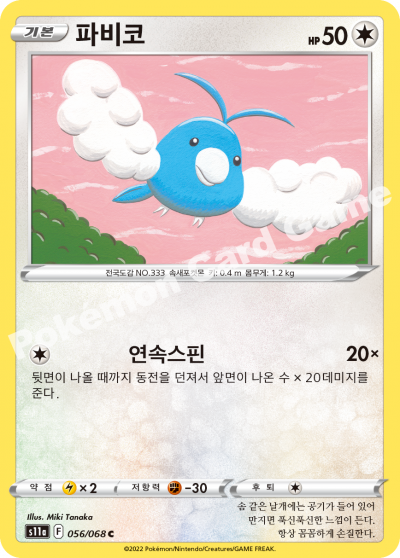 기본 파비코 HP 50
전국도감 NO.333 솜새포켓몬 키: 0.4 m 몸무게: 1.2 kg
Pokémon Card Game
연속스핀 20×
뒷면이 나올 때까지 동전을 던져서 앞면이 나온 수 × 20데미지를
준다.
약점 ×2 저항력 -30 후퇴
Illus. Miki Tanaka
s11a F 056/068 C
솜 같은 날개에는 공기가 들어 있어
만지면 푹신푹신한 느낌이 든다.
항상 꼼꼼하게 손질한다.
©2022 Pokémon/Nintendo/Creatures/GAME FREAK.